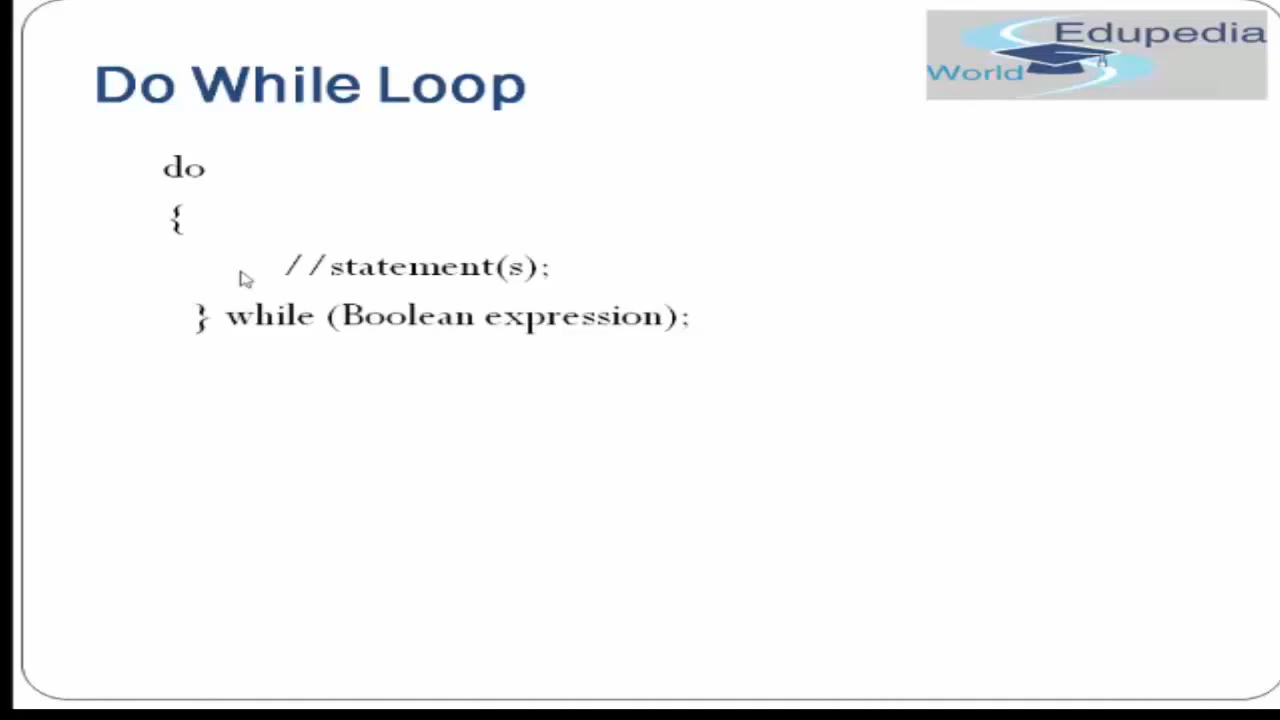 Edupedia
World
Do While Loop
do
{
//statement(s);
} while (Boolean expression);